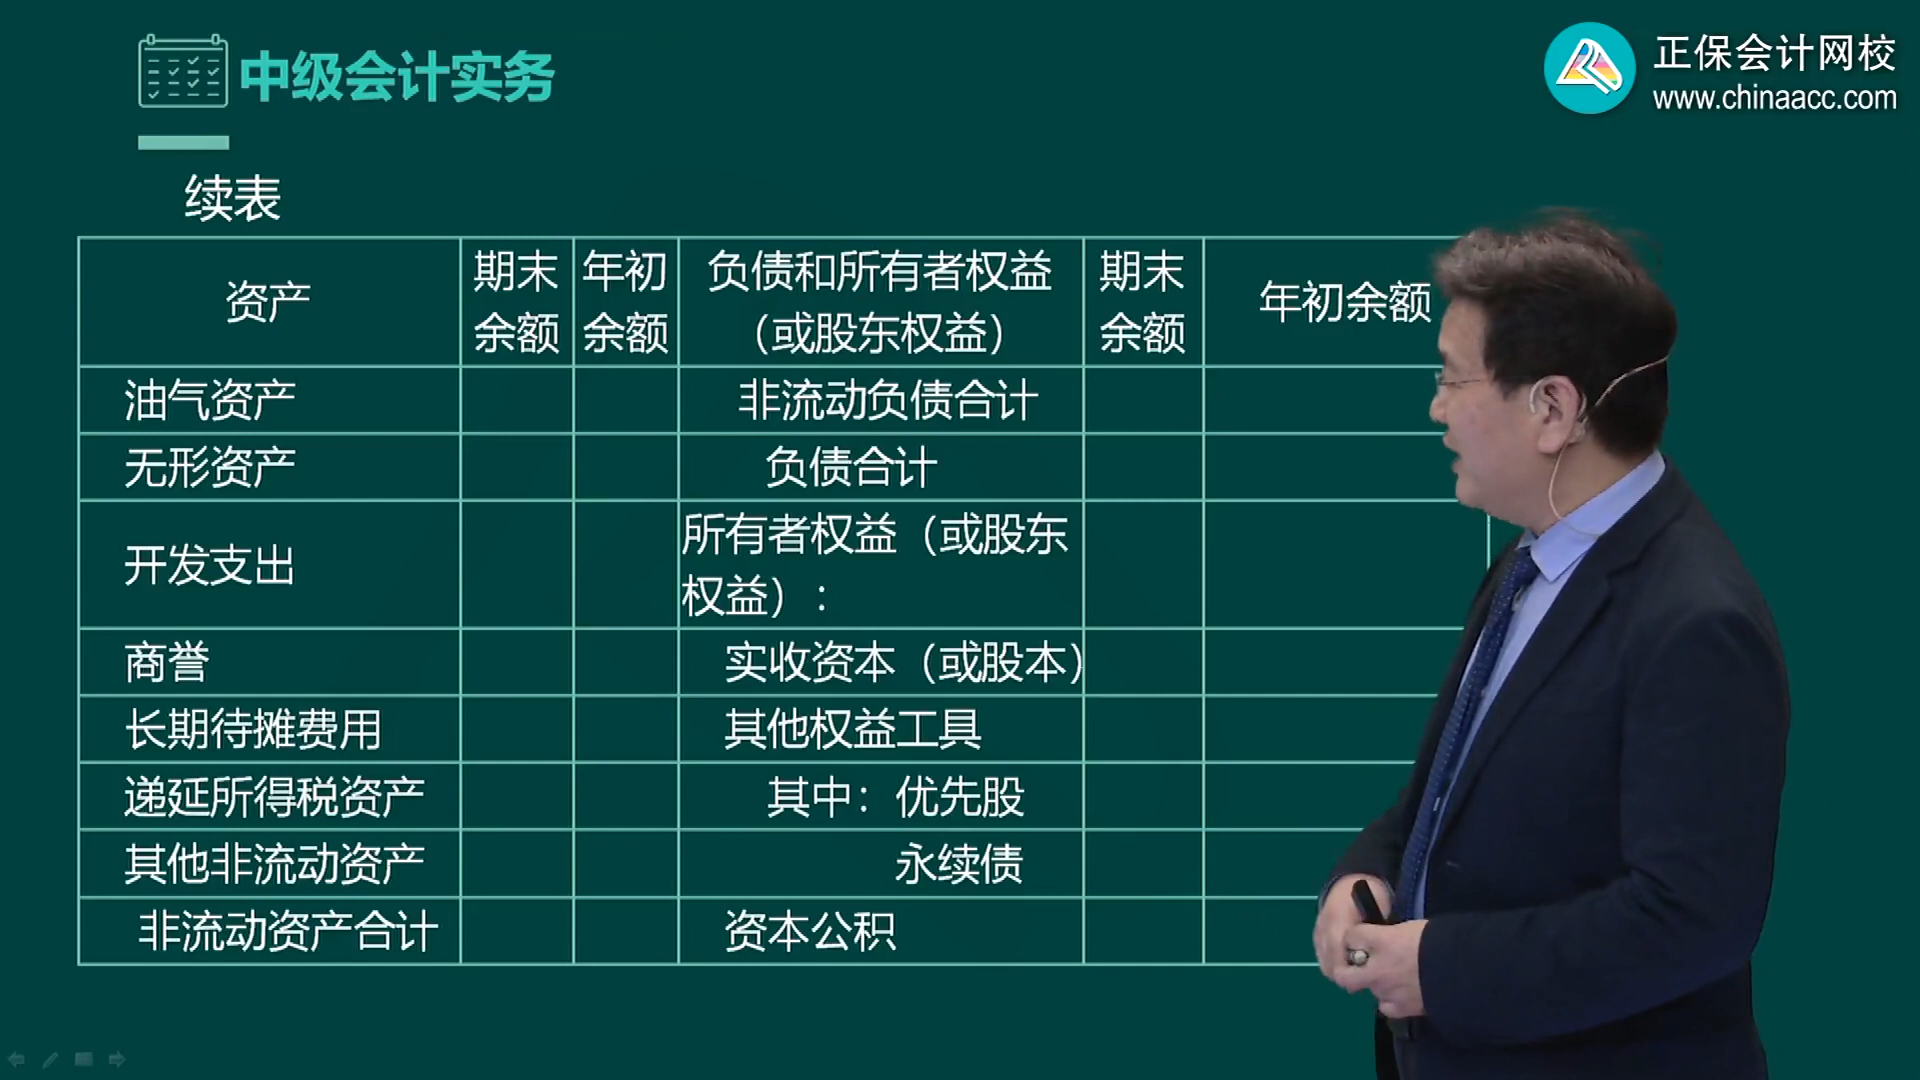 中级会计实务
正保会计网校
www.chinaacc.com
续表
资产
期末
余额
年初
余额
负债和所有者权益
（或股东权益）
期末
余额
年初余额
油气资产
非流动负债合计
无形资产
负债合计
开发支出
所有者权益（或股东
权益）：
商誉
实收资本（或股本）
长期待摊费用
其他权益工具
递延所得税资产
其中：优先股
其他非流动资产
永续债
非流动资产合计
资本公积